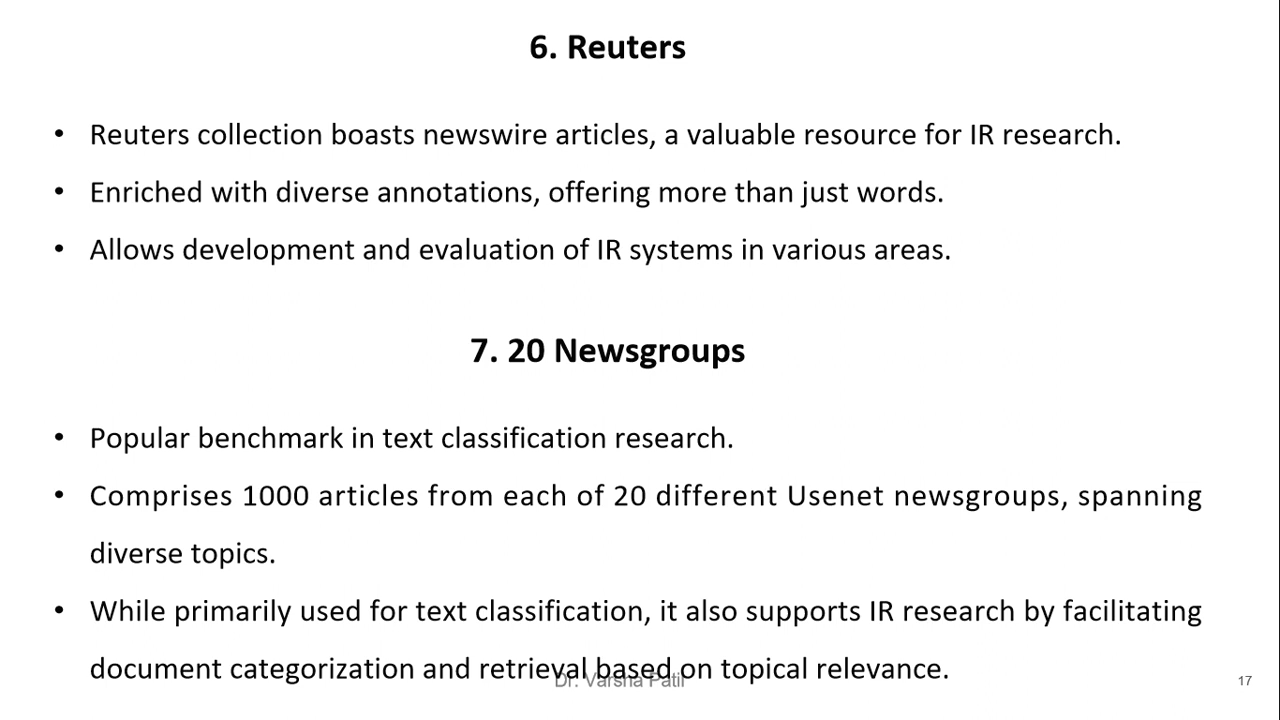 6. Reuters
• Reuters collection boasts newswire articles, a valuable resource for IR research.
• Enriched with diverse annotations, offering more than just words.
• Allows development and evaluation of IR systems in various areas.
7. 20 Newsgroups
• Popular benchmark in text classification research.
• Comprises 1000 articles from each of 20 different Usenet newsgroups, spanning
diverse topics.
• While primarily used for text classification, it also supports IR research by facilitating
document categorization and retrieval based on topical relevance.
Dr. Varsha Patil
17